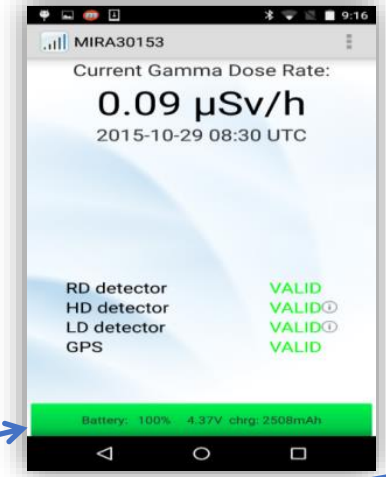 9:16
MIRA30153
Current Gamma Dose Rate:
0.09 µSv/h
2015-10-29 08:30 UTC
RD detector VALID
HD detector VALID
LD detector VALID
GPS VALID
Battery: 100% 4.37V chrg: 2508mAh